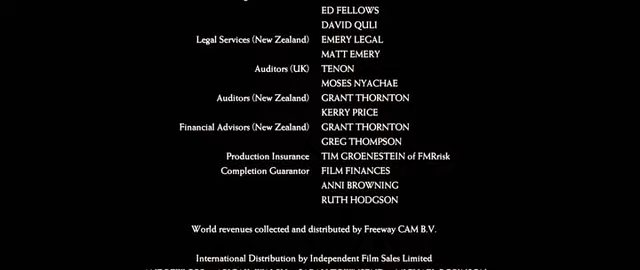 ED FELLOWS
DAVID QULI
Legal Services (New Zealand) EMERY LEGAL
MATT EMERY
Auditors (UK) TENON
MOSES NYACHAE
Auditors (New Zealand) GRANT THORNTON
KERRY PRICE
Financial Advisors (New Zealand) GRANT THORNTON
GREG THOMPSON
Production Insurance TIM GROENESTEIN of FMRrisk
Completion Guarantor FILM FINANCES
ANNI BROWNING
RUTH HODGSON
World revenues collected and distributed by Freeway CAM B.V.
International Distribution by Independent Film Sales Limited